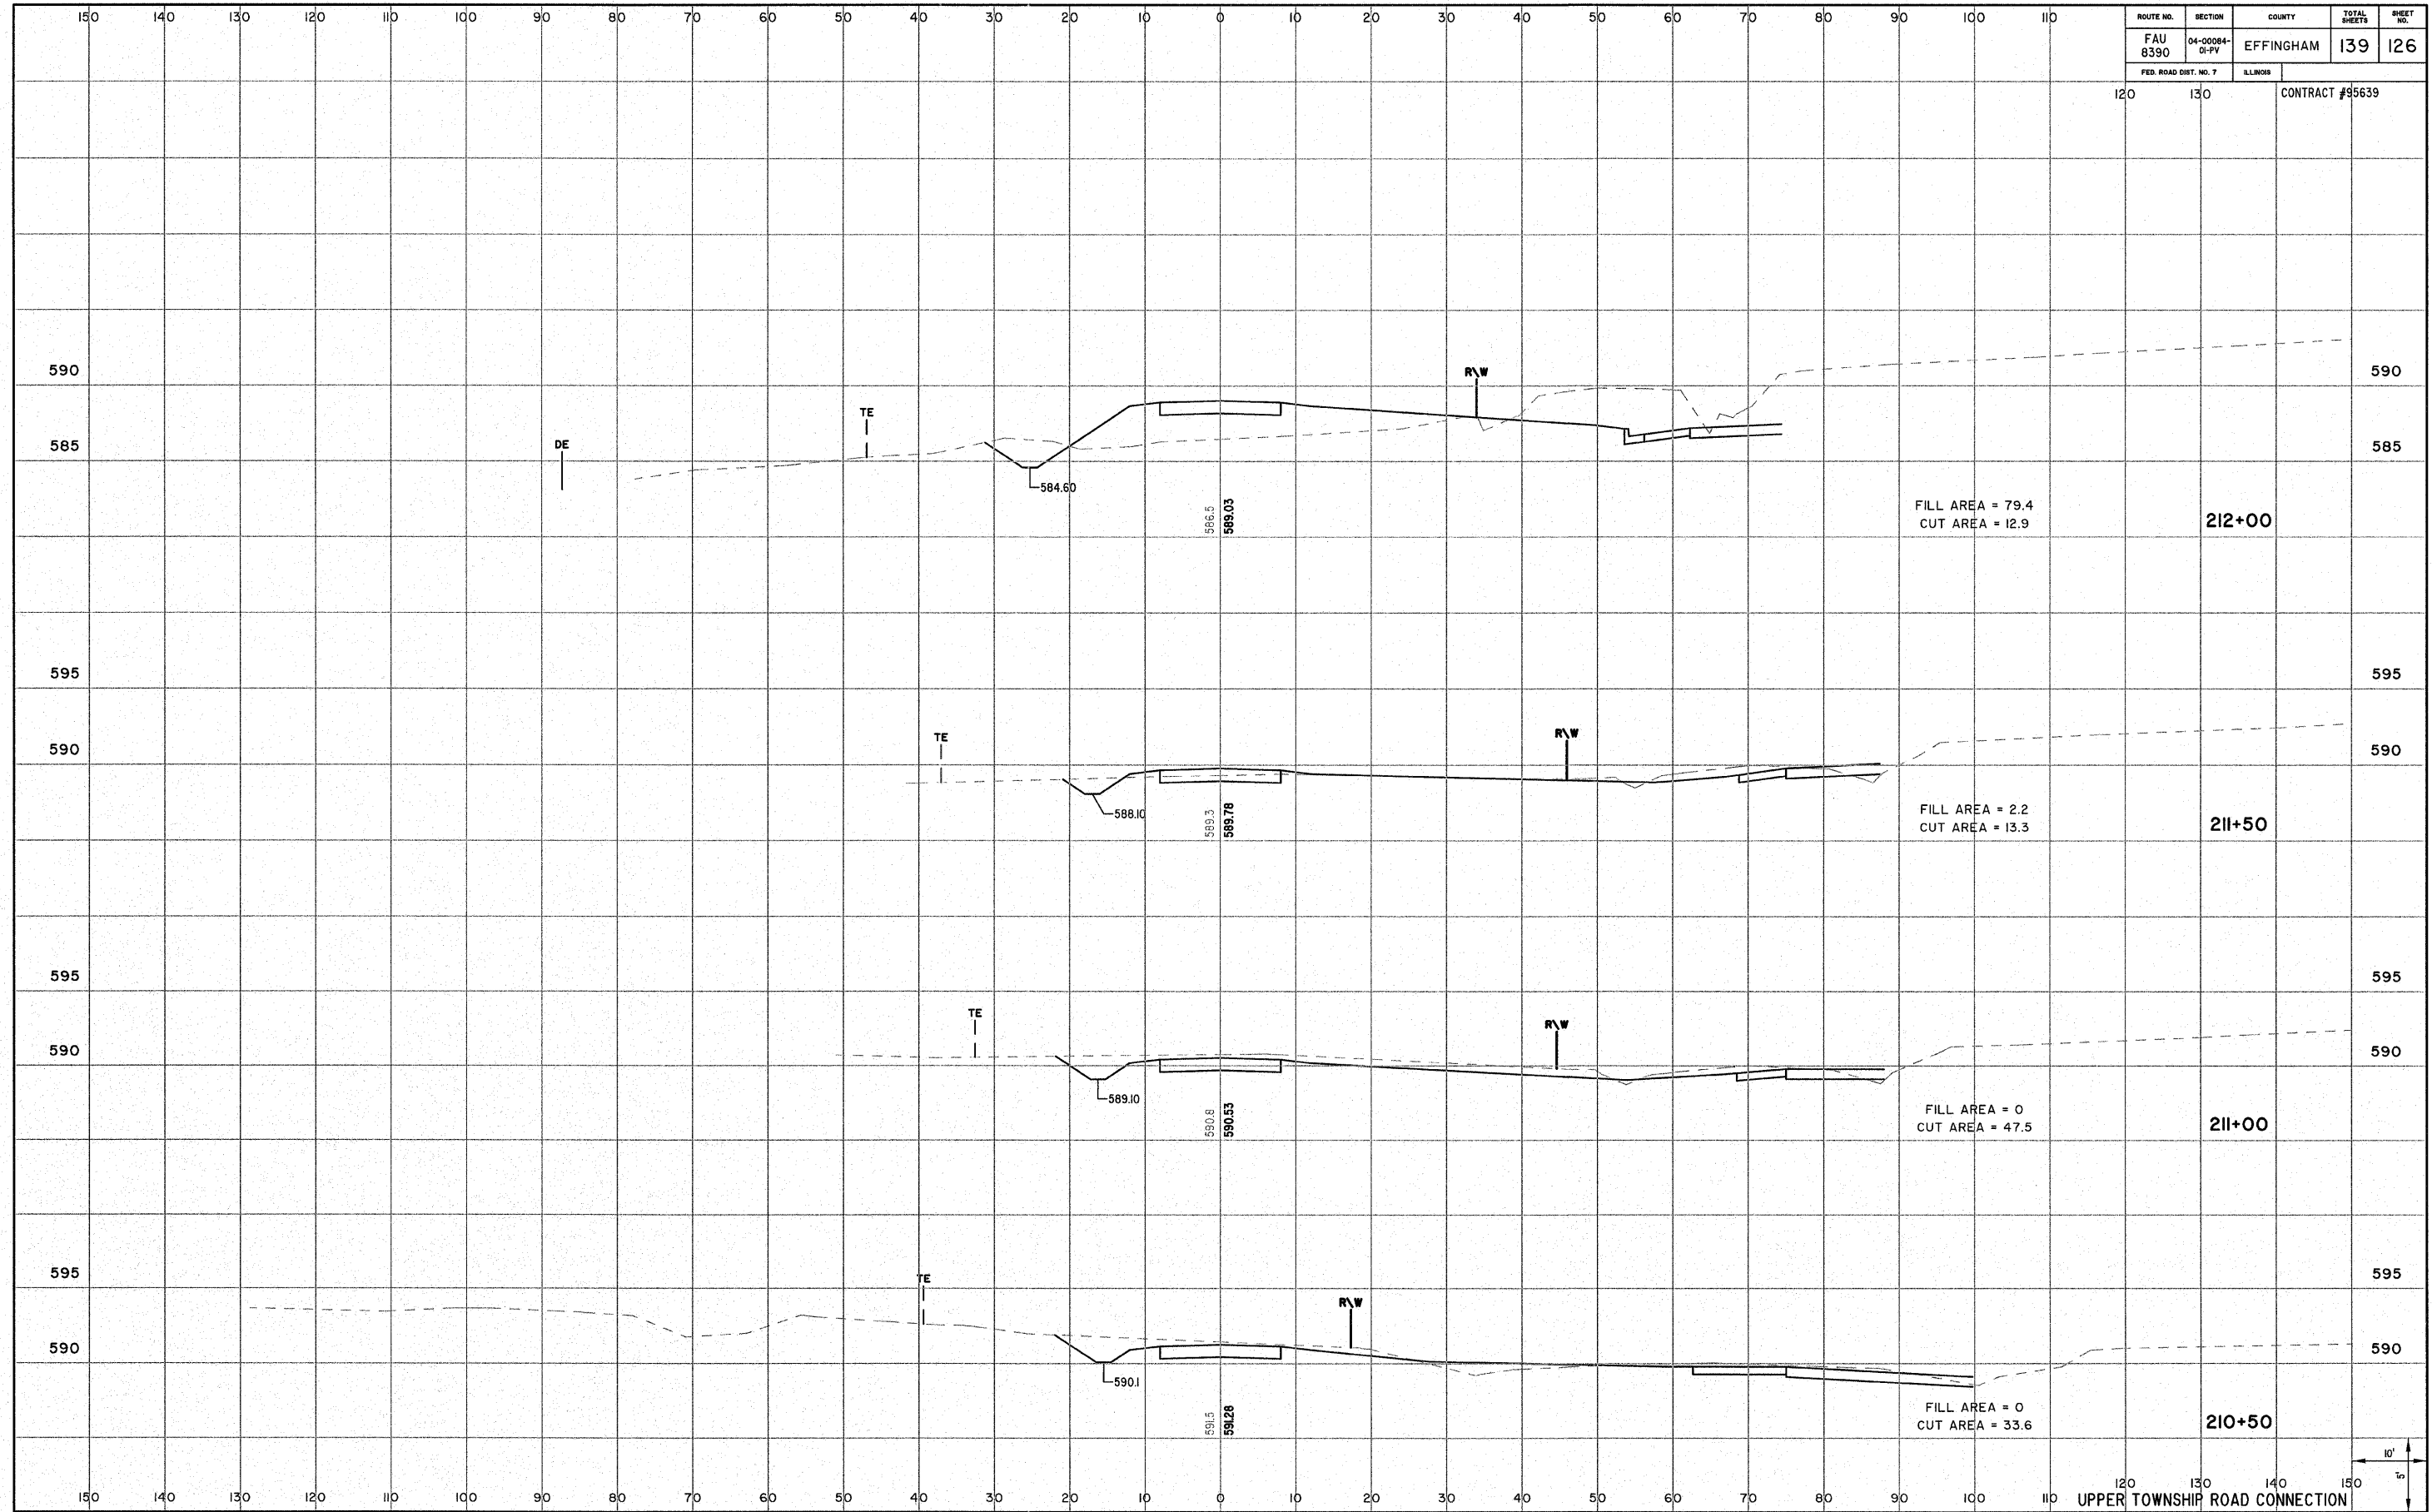 150 140 130 120 110 100 90 80 70 60 50 40 30 20 10 0 10 20 30 40 50 60 70 80 90 100 110
ROUTE NO. SECTION COUNTY TOTAL SHEETS SHEET NO.
FAU 8390 04-00084-01-PV EFFINGHAM 139 126
FED. ROAD DIST. NO. 7 ILLINOIS
120 130 CONTRACT #95639
590 R\W 590
TE
DE
585 585
584.60
586.5
589.03
FILL AREA = 79.4
CUT AREA = 12.9
212+00
595 595
590 TE R\W 590
588.10
589.3
589.78
FILL AREA = 2.2
CUT AREA = 13.3
211+50
595 595
TE R\W
590 590
589.10
590.8
590.53
FILL AREA = 0
CUT AREA = 47.5
211+00
595 595
TE R\W
590 590
590.1
591.5
591.28
FILL AREA = 0
CUT AREA = 33.6
210+50
10'
5'
120 130 140 150
150 140 130 120 110 100 90 80 70 60 50 40 30 20 10 0 10 20 30 40 50 60 70 80 90 100 110
UPPER TOWNSHIP ROAD CONNECTION